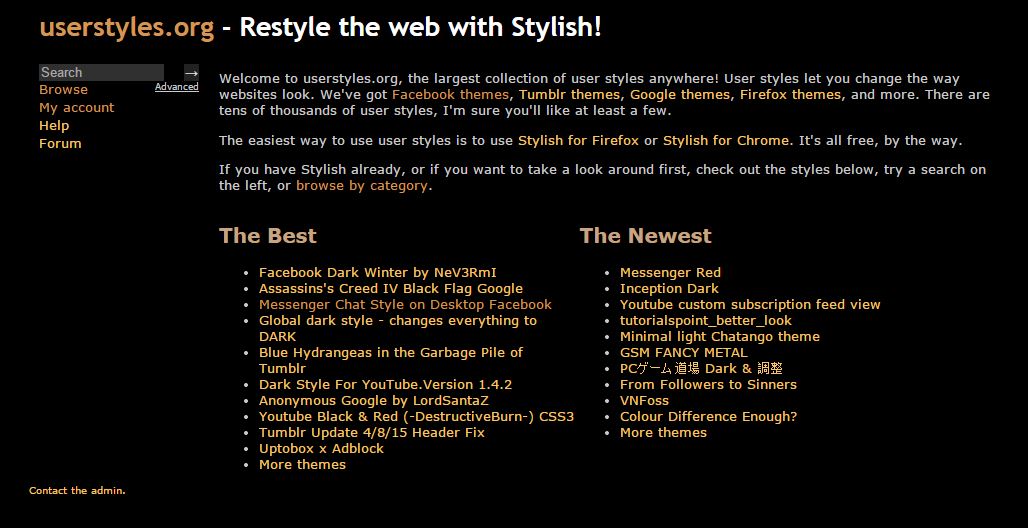 userstyles.org - Restyle the web with Stylish!
Search →
Advanced
Browse
My account
Help
Forum
Welcome to userstyles.org, the largest collection of user styles anywhere! User styles let you change the way
websites look. We've got Facebook themes, Tumblr themes, Google themes, Firefox themes, and more. There are
tens of thousands of user styles, I'm sure you'll like at least a few.
The easiest way to use user styles is to use Stylish for Firefox or Stylish for Chrome. It's all free, by the way.
If you have Stylish already, or if you want to take a look around first, check out the styles below, try a search on
the left, or browse by category.
The Best
Facebook Dark Winter by NeV3RmI
Assassins's Creed IV Black Flag Google
Messenger Chat Style on Desktop Facebook
Global dark style - changes everything to
DARK
Blue Hydrangeas in the Garbage Pile of
Tumblr
Dark Style For YouTube.Version 1.4.2
Anonymous Google by LordSantaZ
Youtube Black & Red (-DestructiveBurn-) CSS3
Tumblr Update 4/8/15 Header Fix
Uptobox x Adblock
More themes
The Newest
Messenger Red
Inception Dark
Youtube custom subscription feed view
tutorialspoint_better_look
Minimal light Chatango theme
GSM FANCY METAL
PCゲーム道場 Dark & 調整
From Followers to Sinners
VNFoss
Colour Difference Enough?
More themes
Contact the admin.